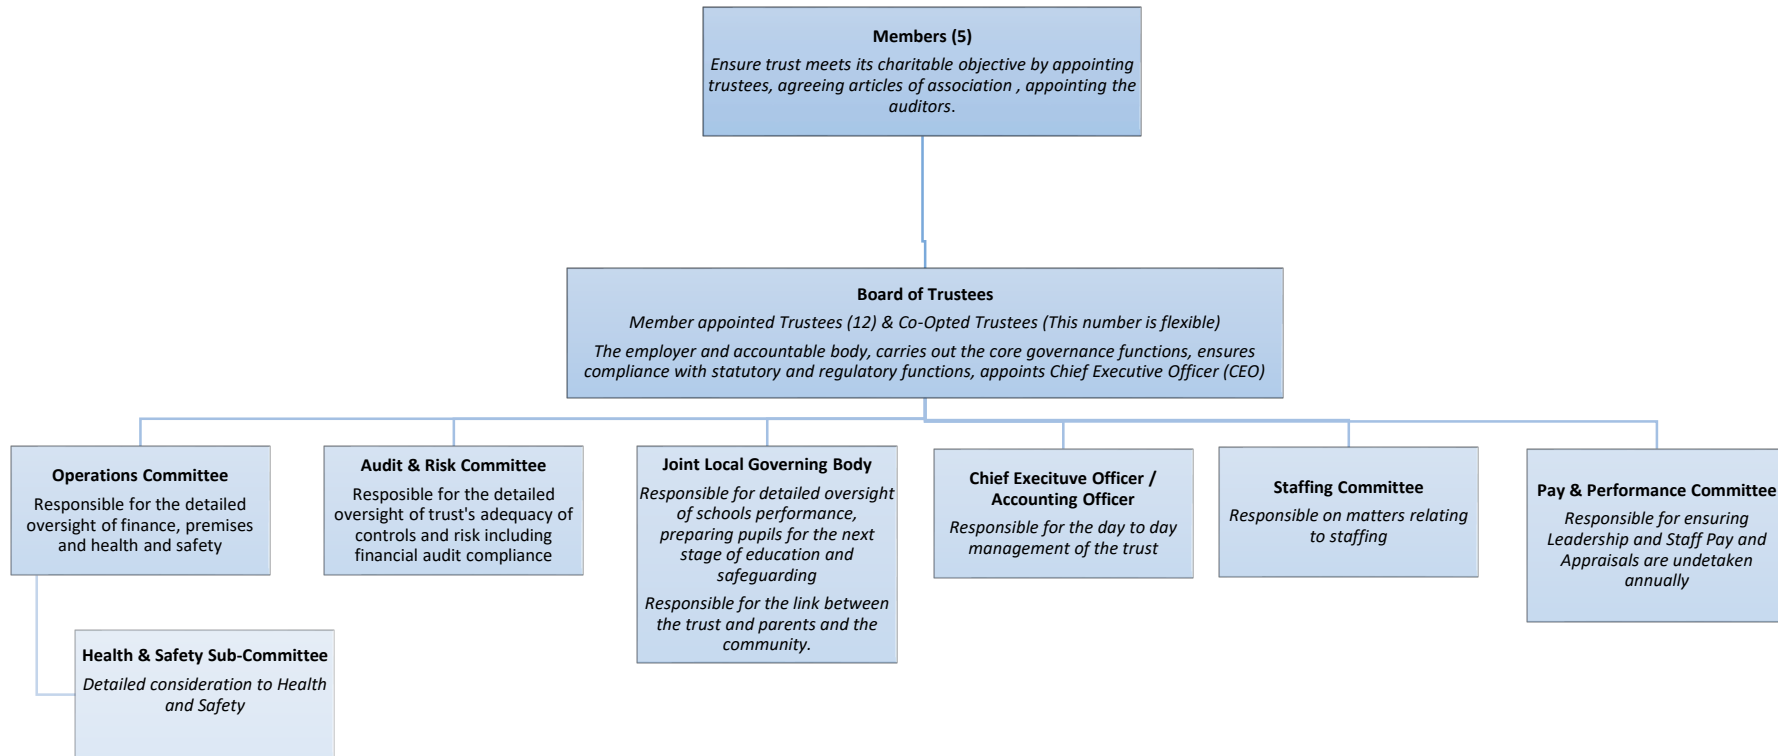 Members (5)
Ensure trust meets its charitable objective by appointing
trustees, agreeing articles of association , appointing the
auditors.
Board of Trustees
Member appointed Trustees (12) & Co-Opted Trustees (This number is flexible)
The employer and accountable body, carries out the core governance functions, ensures
compliance with statutory and regulatory functions, appoints Chief Executive Officer (CEO)
Operations Committee
Responsible for the detailed
oversight of finance, premises
and health and safety
Audit & Risk Committee
Resposible for the detailed
oversight of trust's adequacy of
controls and risk including
financial audit compliance
Joint Local Governing Body
Responsible for detailed oversight
of schools performance,
preparing pupils for the next
stage of education and
safeguarding
Responsible for the link between
the trust and parents and the
community.
Chief Execituve Officer /
Accounting Officer
Responsible for the day to day
management of the trust
Staffing Committee
Responsible on matters relating
to staffing
Pay & Performance Committee
Responsible for ensuring
Leadership and Staff Pay and
Appraisals are undetaken
annually
Health & Safety Sub-Committee
Detailed consideration to Health
and Safety